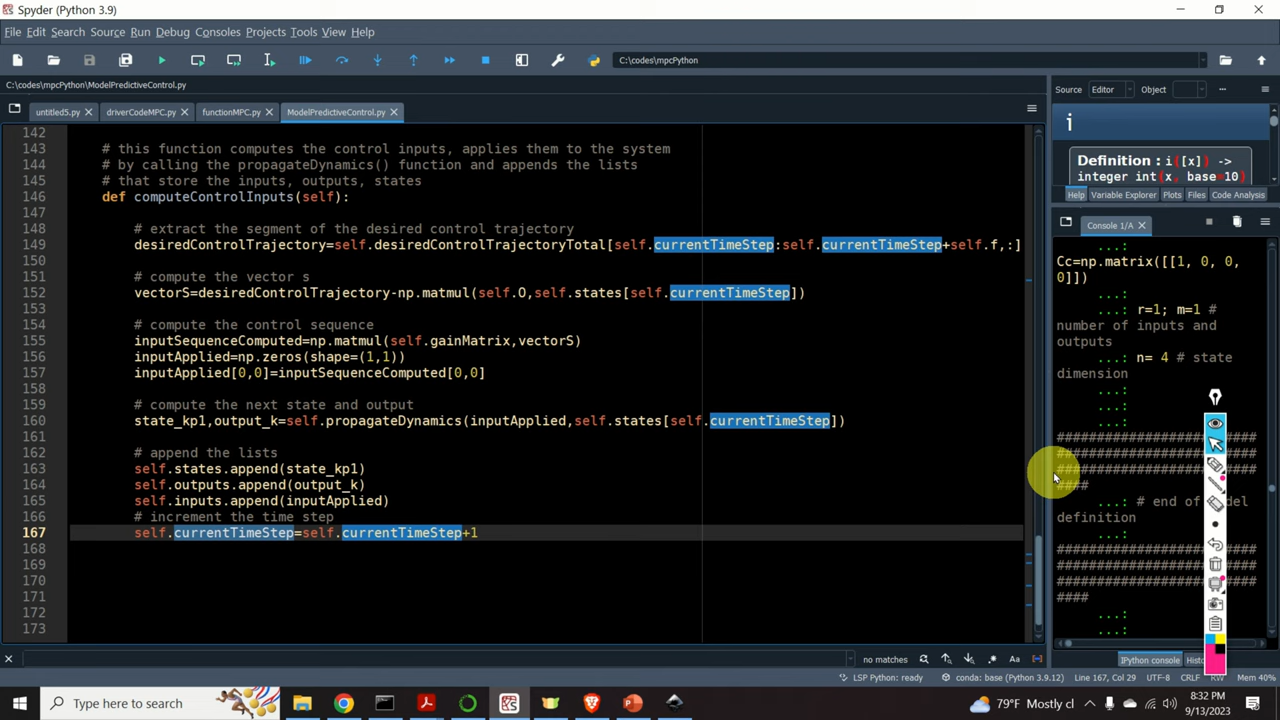 Spyder (Python 3.9)
File Edit Search Source Run Debug Consoles Projects Tools View Help
C:\codes\mpcPython
C:\codes\mpcPython\ModelPredictiveControl.py
untitled5.py driverCodeMPC.py functionMPC.py ModelPredictiveControl.py
142
143 # this function computes the control inputs, applies them to the system
144 # by calling the propagateDynamics() function and appends the lists
145 # that store the inputs, outputs, states
146 def computeControlInputs(self):
147
148 # extract the segment of the desired control trajectory
149 desiredControlTrajectory=self.desiredControlTrajectoryTotal[self.currentTimeStep:self.currentTimeStep+self.f,:]
150
151 # compute the vector s
152 vectorS=desiredControlTrajectory-np.matmul(self.O,self.states[self.currentTimeStep])
153
154 # compute the control sequence
155 inputSequenceComputed=np.matmul(self.gainMatrix,vectorS)
156 inputApplied=np.zeros(shape=(1,1))
157 inputApplied[0,0]=inputSequenceComputed[0,0]
158
159 # compute the next state and output
160 state_kp1,output_k=self.propagateDynamics(inputApplied,self.states[self.currentTimeStep])
161
162 # append the lists
163 self.states.append(state_kp1)
164 self.outputs.append(output_k)
165 self.inputs.append(inputApplied)
166 # increment the time step
167 self.currentTimeStep=self.currentTimeStep+1
168
169
170
171
172
173
no matches Aa
Source Editor Object
i
Definition : i([x]) ->
integer int(x, base=10)
Help Variable Explorer Plots Files Code Analysis
Console 1/A
...:
Cc=np.matrix([[1, 0, 0,
0]])
...:
...: r=1; m=1 #
number of inputs and
outputs
...: n= 4 # state
dimension
...:
...:
...:
####################
####################
####################
####
...: # end of
definition
...:
####################
####################
####################
####
...:
...:
IPython console
LSP Python: ready conda: base (Python 3.9.12) Line 167, Col 29 UTF-8 CRLF RW Mem 40%
Type here to search
79°F Mostly cl
8:32 PM
9/13/2023